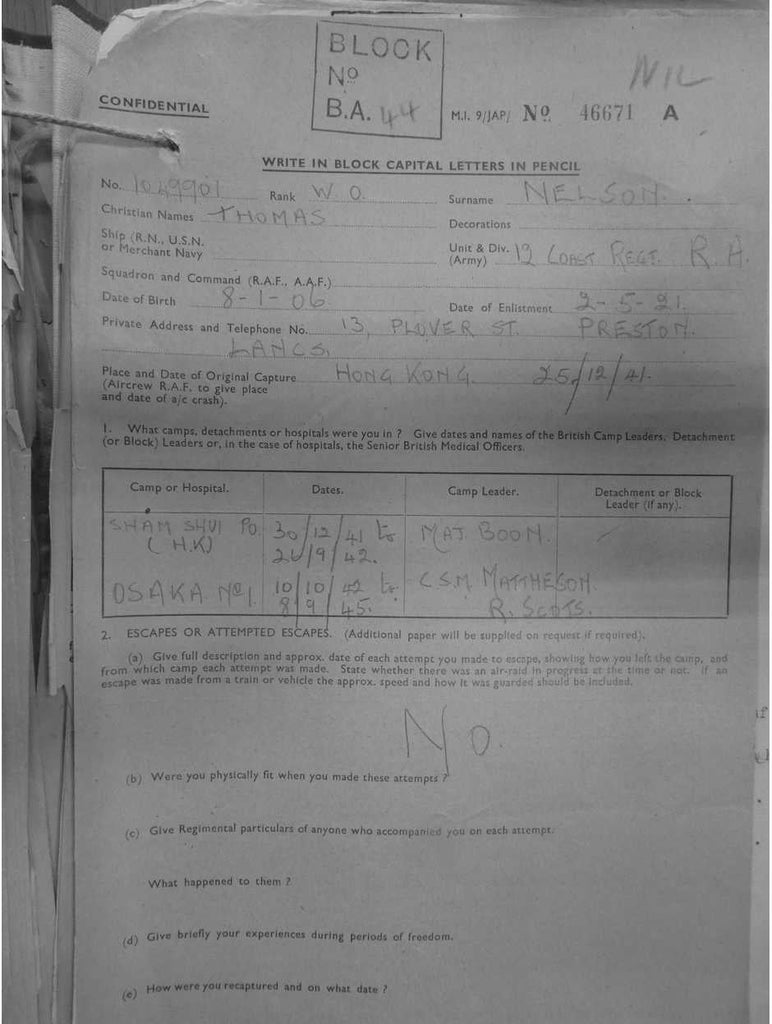 BLOCK
Nº
B.A. 44
NIL
CONFIDENTIAL
M.I. 9/JAP/ Nº 46671 A
WRITE IN BLOCK CAPITAL LETTERS IN PENCIL
No. 1049901 Rank W.O. Surname NELSON.
Christian Names THOMAS Decorations
Ship (R.N., U.S.N. or Merchant Navy
Unit & Div. (Army) 12 COAST REGT. R.A.
Squadron and Command (R.A.F., A.A.F.)
Date of Birth 8-1-06 Date of Enlistment 2-5-21.
Private Address and Telephone No. 13, PLOVER ST. PRESTON.
LANCS.
Place and Date of Original Capture HONG KONG. 25/12/41.
(Aircrew R.A.F. to give place
and date of a/c crash).
1. What camps, detachments or hospitals were you in ? Give dates and names of the British Camp Leaders, Detachment
(or Block) Leaders or, in the case of hospitals, the Senior British Medical Officers.
Camp or Hospital. Dates. Camp Leader. Detachment or Block
Leader (if any).
SHAM SHUI PO 30/12/41 to MAJ. BOON.
(H.K) 26/9/42.
OSAKA Nº1. 10/10/42 to C.S.M. MATTHESON.
8/9/45. R. SCOTS.
2. ESCAPES OR ATTEMPTED ESCAPES. (Additional paper will be supplied on request if required).
(a) Give full description and approx. date of each attempt you made to escape, showing how you left the camp, and
from which camp each attempt was made. State whether there was an air-raid in progress at the time or not. If an
escape was made from a train or vehicle the approx. speed and how it was guarded should be included.
NO.
(b) Were you physically fit when you made these attempts ?
(c) Give Regimental particulars of anyone who accompanied you on each attempt.
What happened to them ?
(d) Give briefly your experiences during periods of freedom.
(e) How were you recaptured and on what date ?